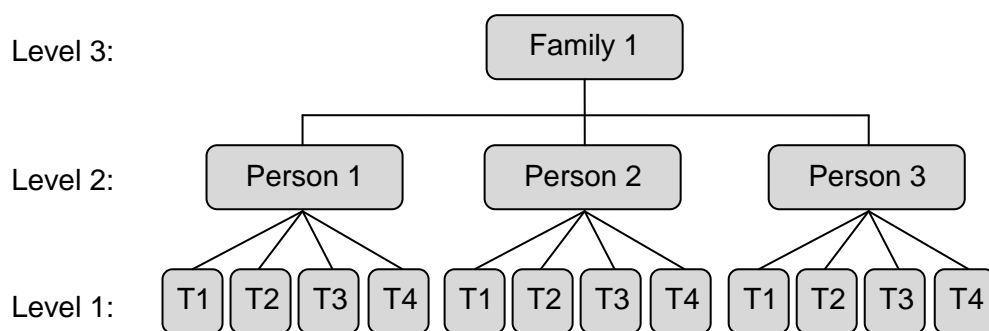 Level 3: Family 1
Level 2: Person 1 Person 2 Person 3
Level 1: T1 T2 T3 T4 T1 T2 T3 T4 T1 T2 T3 T4